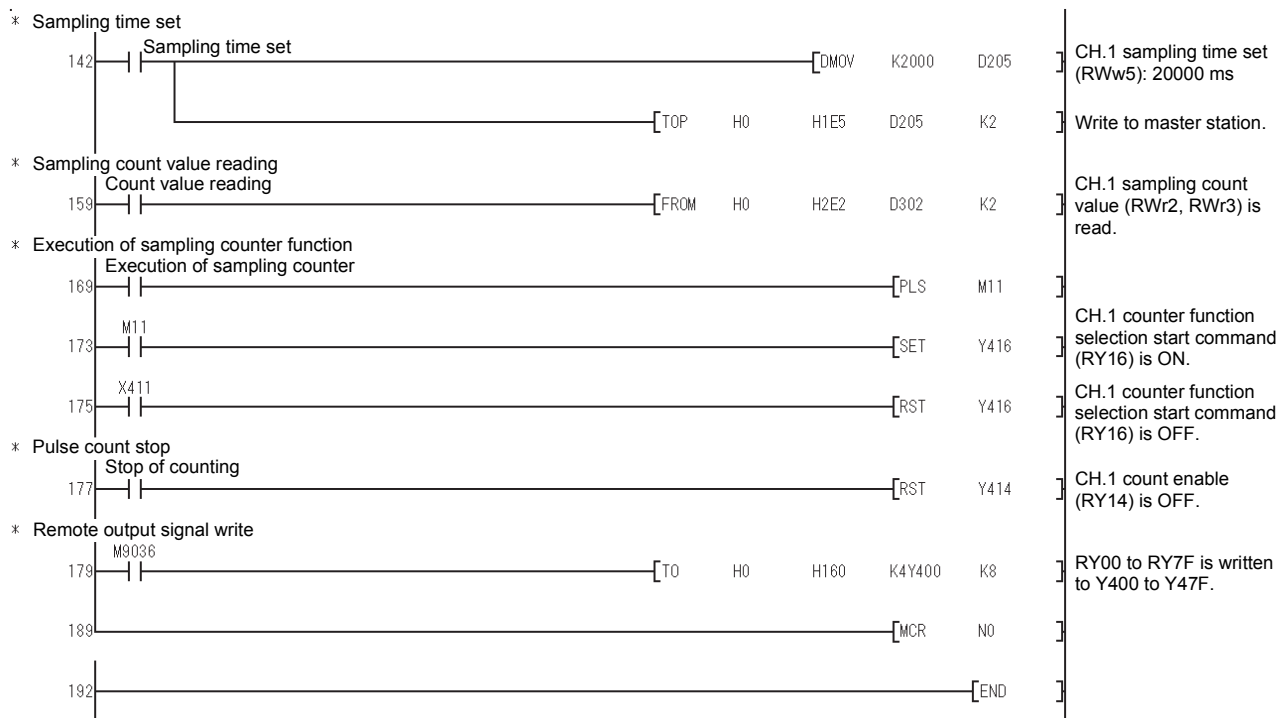 * Sampling time set
Sampling time set
142 DMOV K2000 D205
CH.1 sampling time set
(RWw5): 20000 ms
TOP H0 H1E5 D205 K2
Write to master station.
* Sampling count value reading
Count value reading
159 FROM H0 H2E2 D302 K2
CH.1 sampling count
value (RWr2, RWr3) is
read.
* Execution of sampling counter function
Execution of sampling counter
169 PLS M11
M11
173 SET Y416
CH.1 counter function
selection start command
(RY16) is ON.
X411
175 RST Y416
CH.1 counter function
selection start command
(RY16) is OFF.
* Pulse count stop
Stop of counting
177 RST Y414
CH.1 count enable
(RY14) is OFF.
* Remote output signal write
M9036
179 TO H0 H160 K4Y400 K8
RY00 to RY7F is written
to Y400 to Y47F.
189 MCR N0
192 END